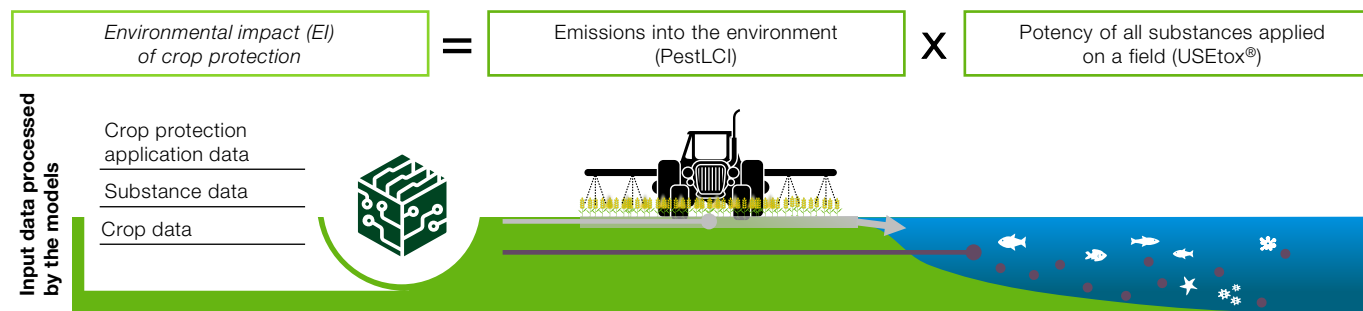 Environmental impact (EI)
of crop protection
=
Emissions into the environment
(PestLCI)
x
Potency of all substances applied
on a field (USEtox®)
Input data processed
by the models
Crop protection
application data
Substance data
Crop data